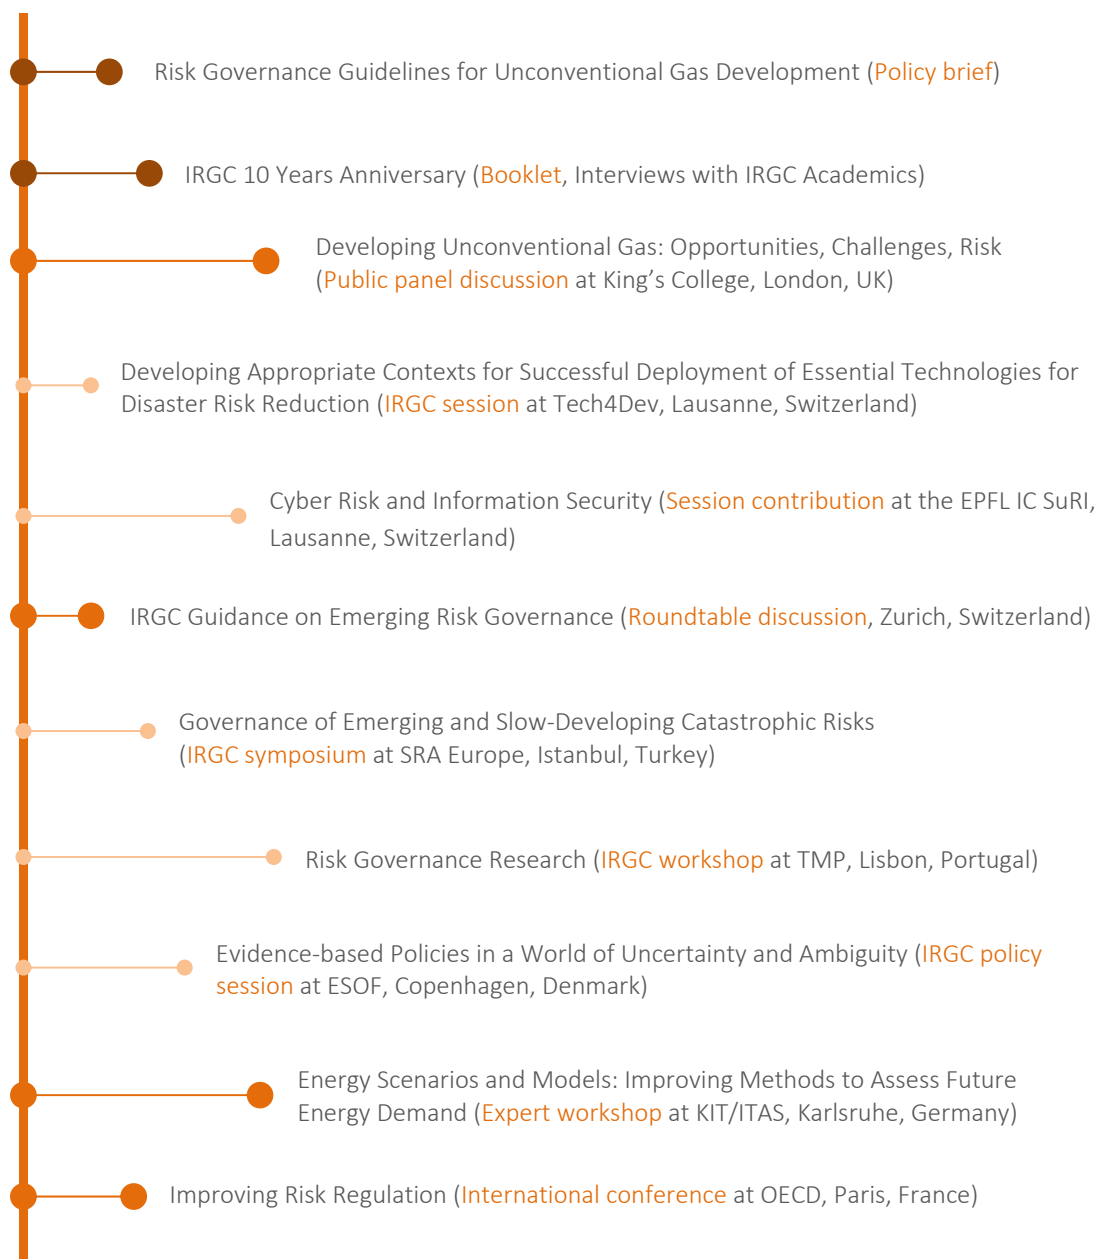 Risk Governance Guidelines for Unconventional Gas Development (Policy brief)
IRGC 10 Years Anniversary (Booklet, Interviews with IRGC Academics)
Developing Unconventional Gas: Opportunities, Challenges, Risk
(Public panel discussion at King’s College, London, UK)
Developing Appropriate Contexts for Successful Deployment of Essential Technologies for
Disaster Risk Reduction (IRGC session at Tech4Dev, Lausanne, Switzerland)
Cyber Risk and Information Security (Session contribution at the EPFL IC SuRI,
Lausanne, Switzerland)
IRGC Guidance on Emerging Risk Governance (Roundtable discussion, Zurich, Switzerland)
Governance of Emerging and Slow-Developing Catastrophic Risks
(IRGC symposium at SRA Europe, Istanbul, Turkey)
Risk Governance Research (IRGC workshop at TMP, Lisbon, Portugal)
Evidence-based Policies in a World of Uncertainty and Ambiguity (IRGC policy
session at ESOF, Copenhagen, Denmark)
Energy Scenarios and Models: Improving Methods to Assess Future
Energy Demand (Expert workshop at KIT/ITAS, Karlsruhe, Germany)
Improving Risk Regulation (International conference at OECD, Paris, France)